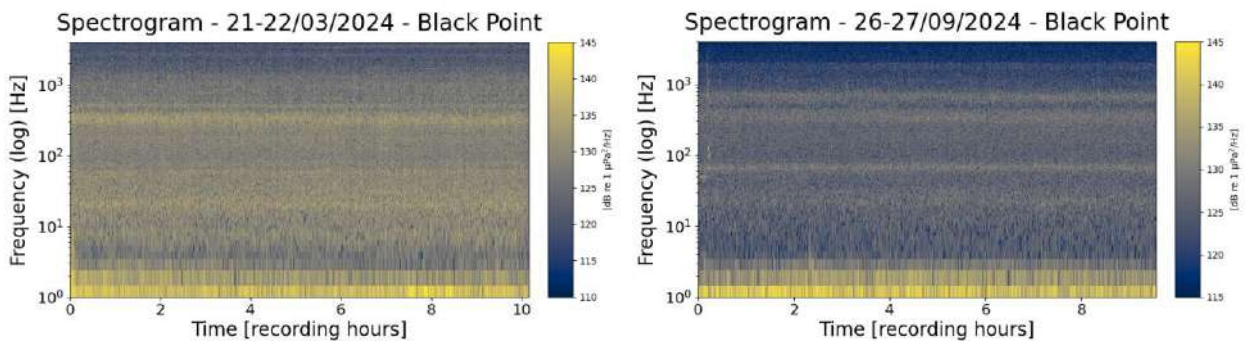 Spectrogram - 21-22/03/2024 - Black Point
Frequency (log) [Hz]
10³
10²
10¹
10⁰
0 2 4 6 8 10
Time [recording hours]
145
140
135
130
125
120
115
110
[dB re 1 µPa²/Hz]
Spectrogram - 26-27/09/2024 - Black Point
Frequency (log) [Hz]
10³
10²
10¹
10⁰
0 2 4 6 8
Time [recording hours]
145
140
135
130
125
120
115
[dB re 1 µPa²/Hz]